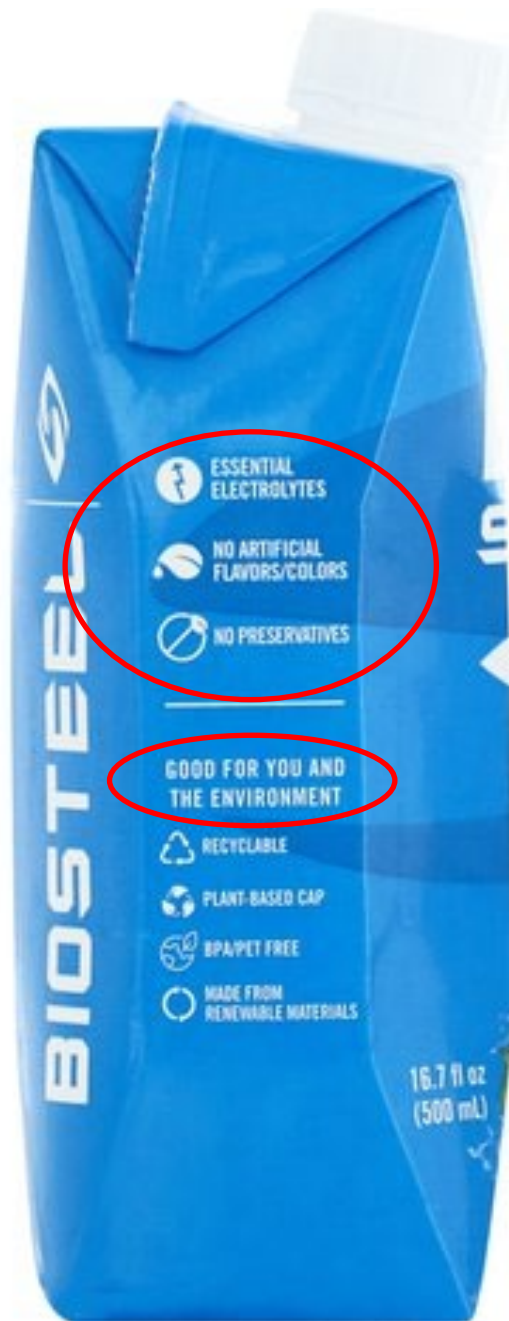 BIOSTEEL
ESSENTIAL
ELECTROLYTES
NO ARTIFICIAL
FLAVORS/COLORS
NO PRESERVATIVES
GOOD FOR YOU AND
THE ENVIRONMENT
RECYCLABLE
PLANT-BASED CAP
BPA/PET FREE
MADE FROM
RENEWABLE MATERIALS
16.7 fl oz
(500 mL)